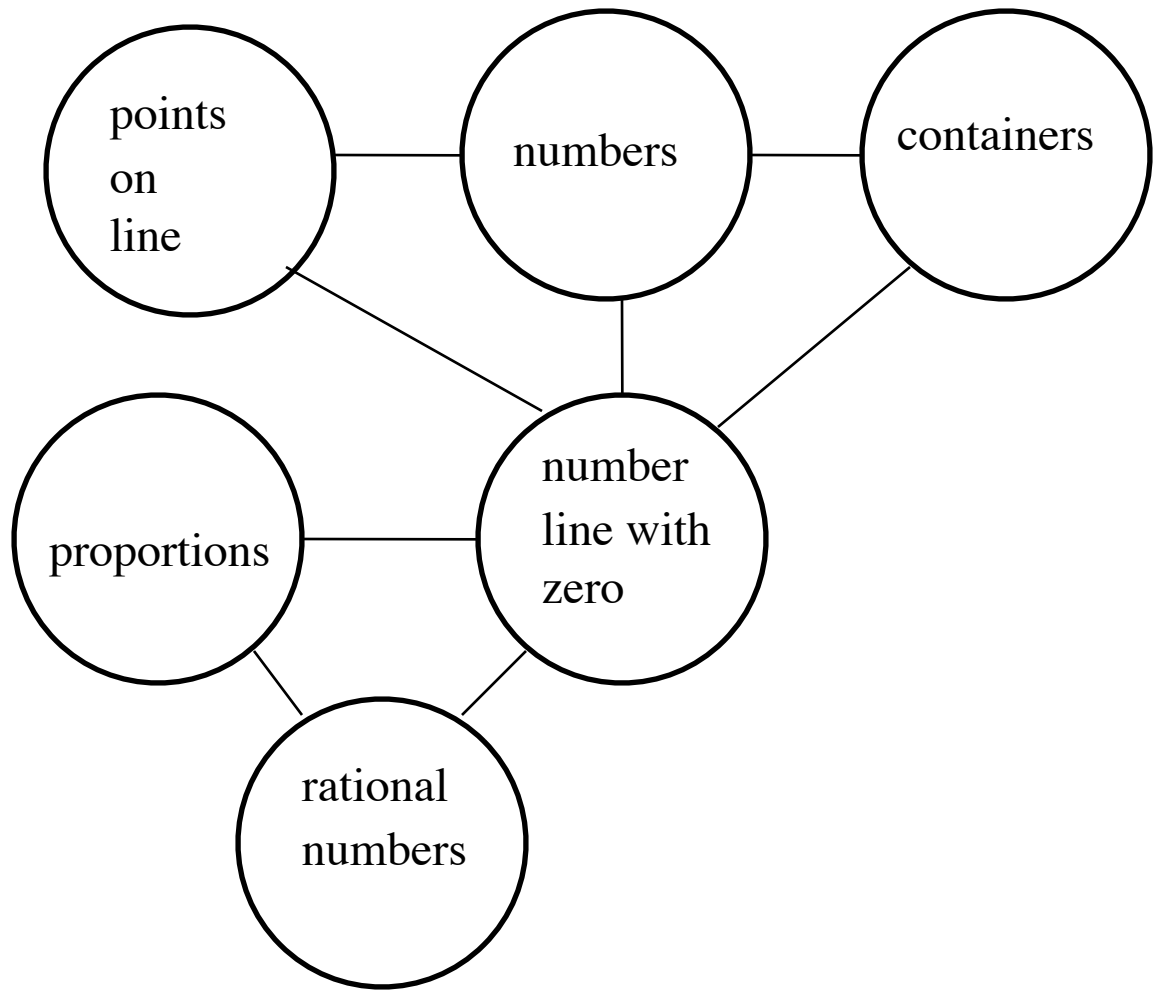 points
on
line
numbers
containers
proportions
number
line with
zero
rational
numbers